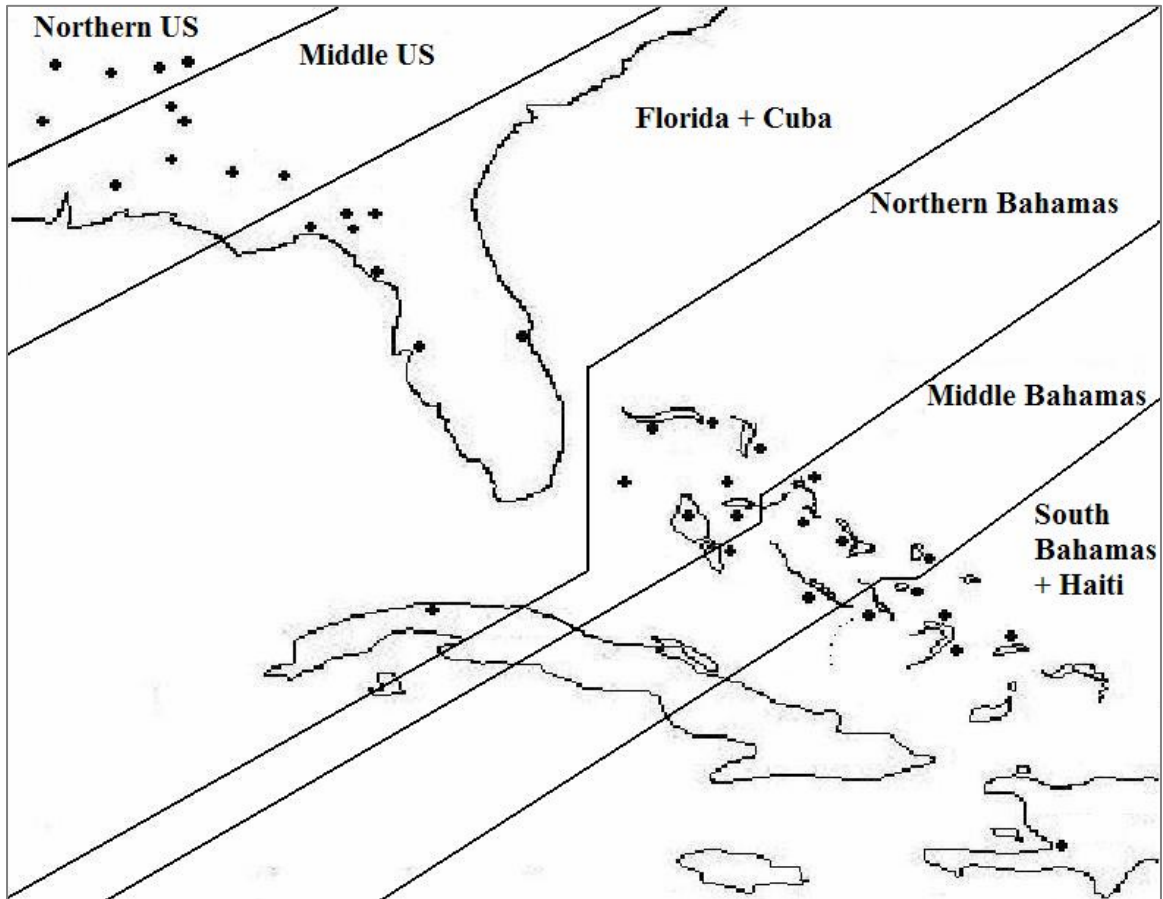 Northern US
Middle US
Florida + Cuba
Northern Bahamas
Middle Bahamas
South
Bahamas
+ Haiti